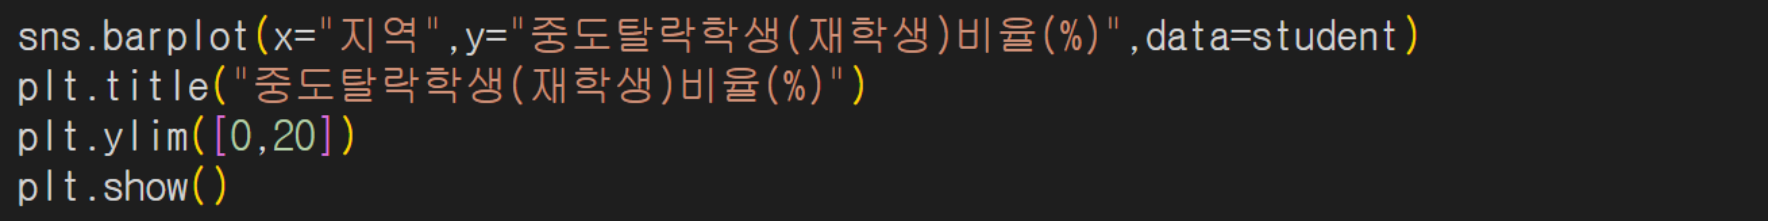 sns.barplot(x="지역",y="중도탈락학생(재학생)비율(%)",data=student)
plt.title("중도탈락학생(재학생)비율(%)")
plt.ylim([0,20])
plt.show()